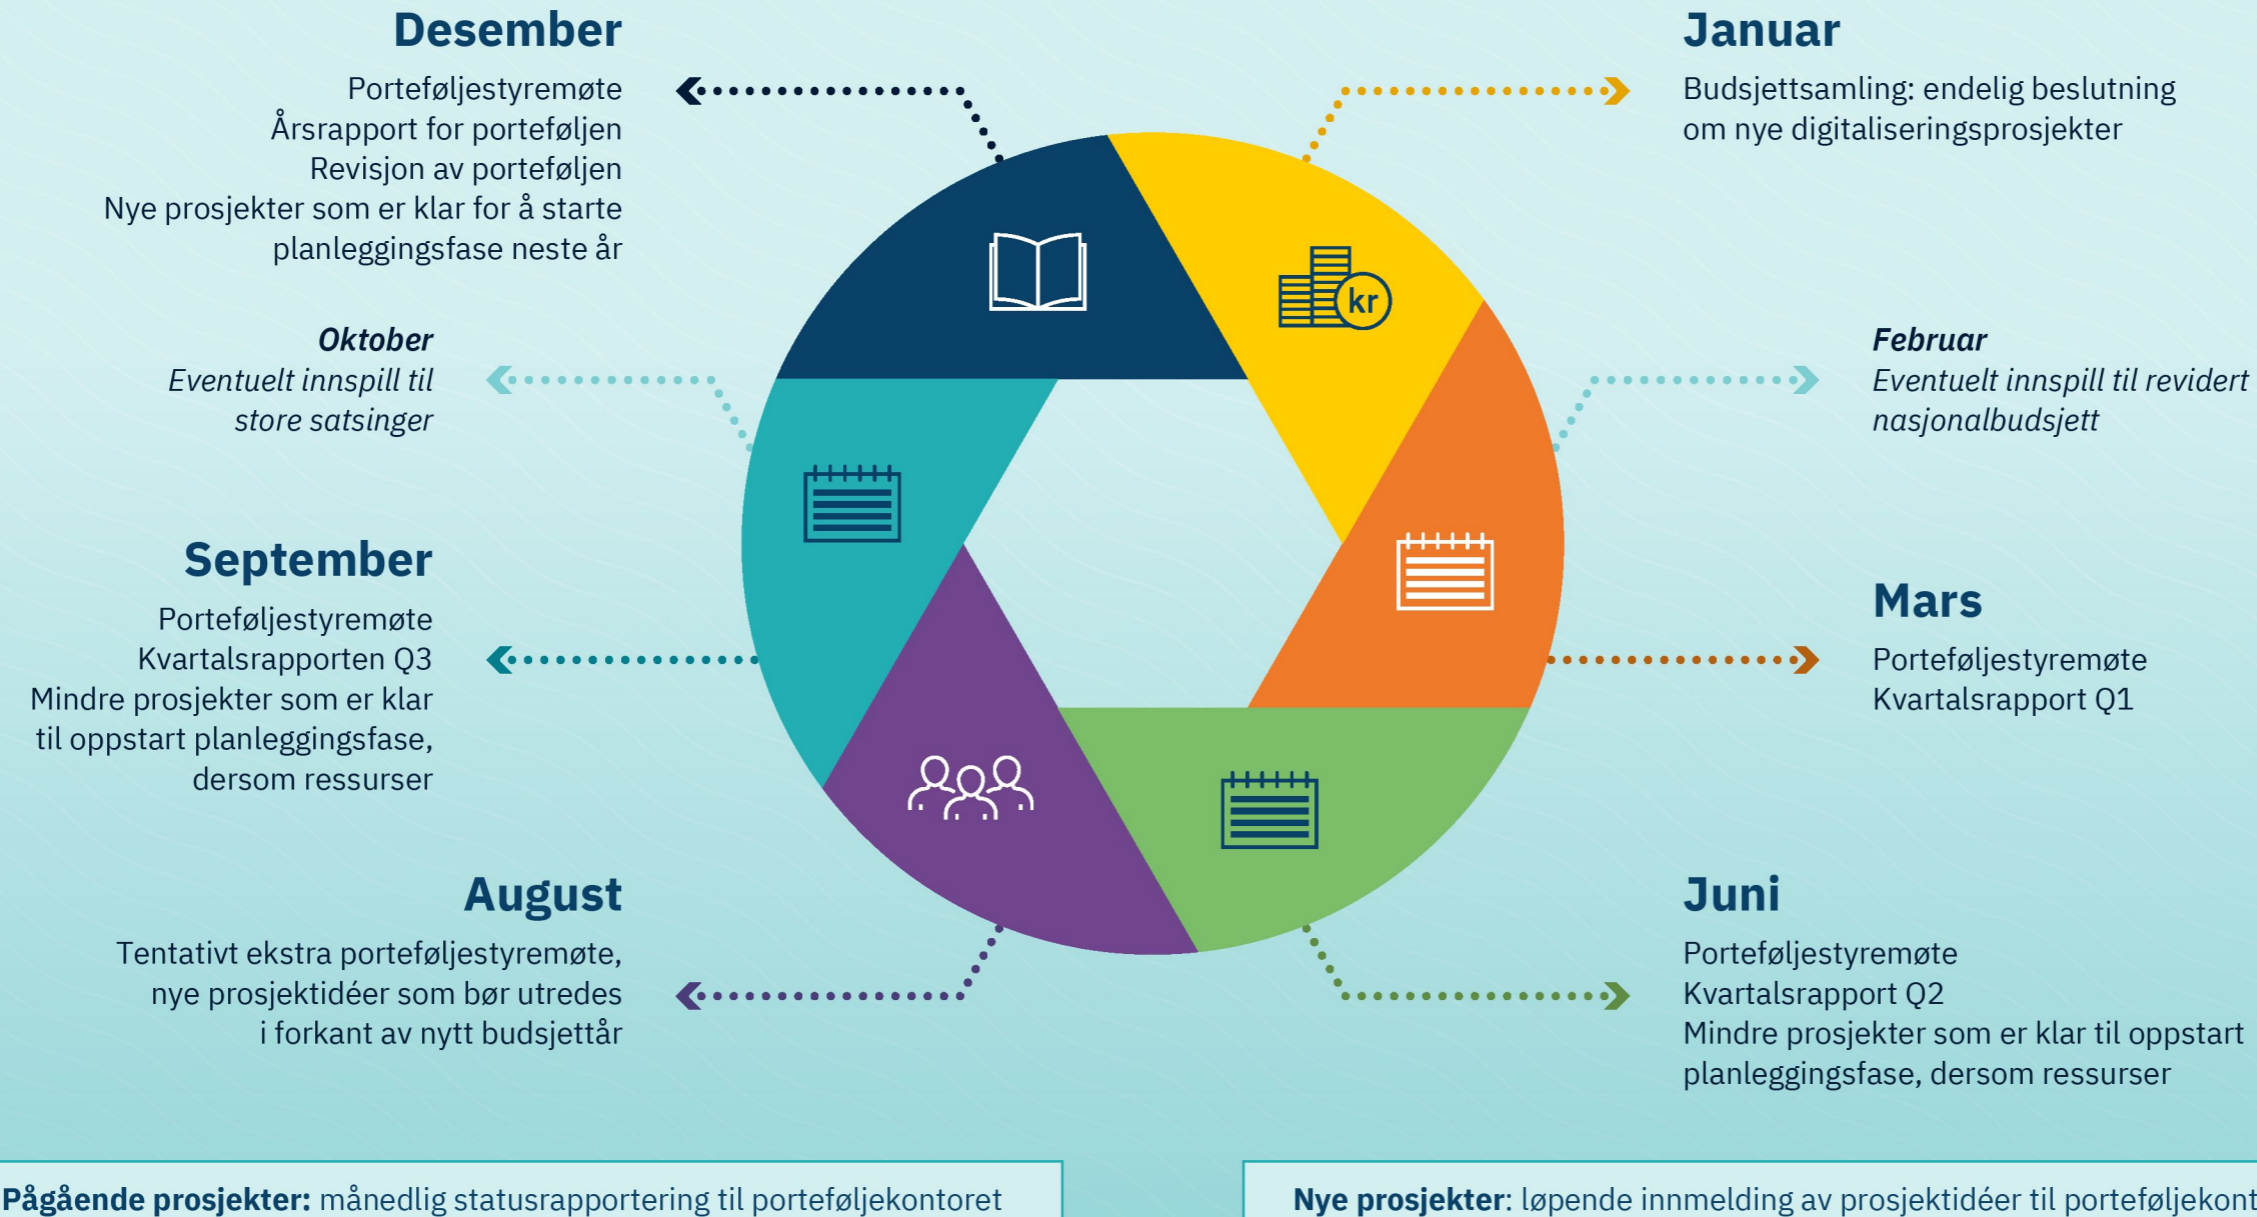 Desember
Porteføljestyremøte
Årsrapport for porteføljen
Revisjon av porteføljen
Nye prosjekter som er klar for å starte
planleggingsfase neste år
Januar
Budsjettsamling: endelig beslutning
om nye digitaliseringsprosjekter
kr
Oktober
Eventuelt innspill til
store satsinger
Februar
Eventuelt innspill til revidert
nasjonalbudsjett
September
Porteføljestyremøte
Kvartalsrapporten Q3
Mindre prosjekter som er klar
til oppstart planleggingsfase,
dersom ressurser
Mars
Porteføljestyremøte
Kvartalsrapport Q1
August
Tentativt ekstra porteføljestyremøte,
nye prosjektidéer som bør utredes
i forkant av nytt budsjettår
Juni
Porteføljestyremøte
Kvartalsrapport Q2
Mindre prosjekter som er klar til oppstart
planleggingsfase, dersom ressurser
Pågående prosjekter: månedlig statusrapportering til porteføljekontoret
Nye prosjekter: løpende innmelding av prosjektidéer til porteføljekont